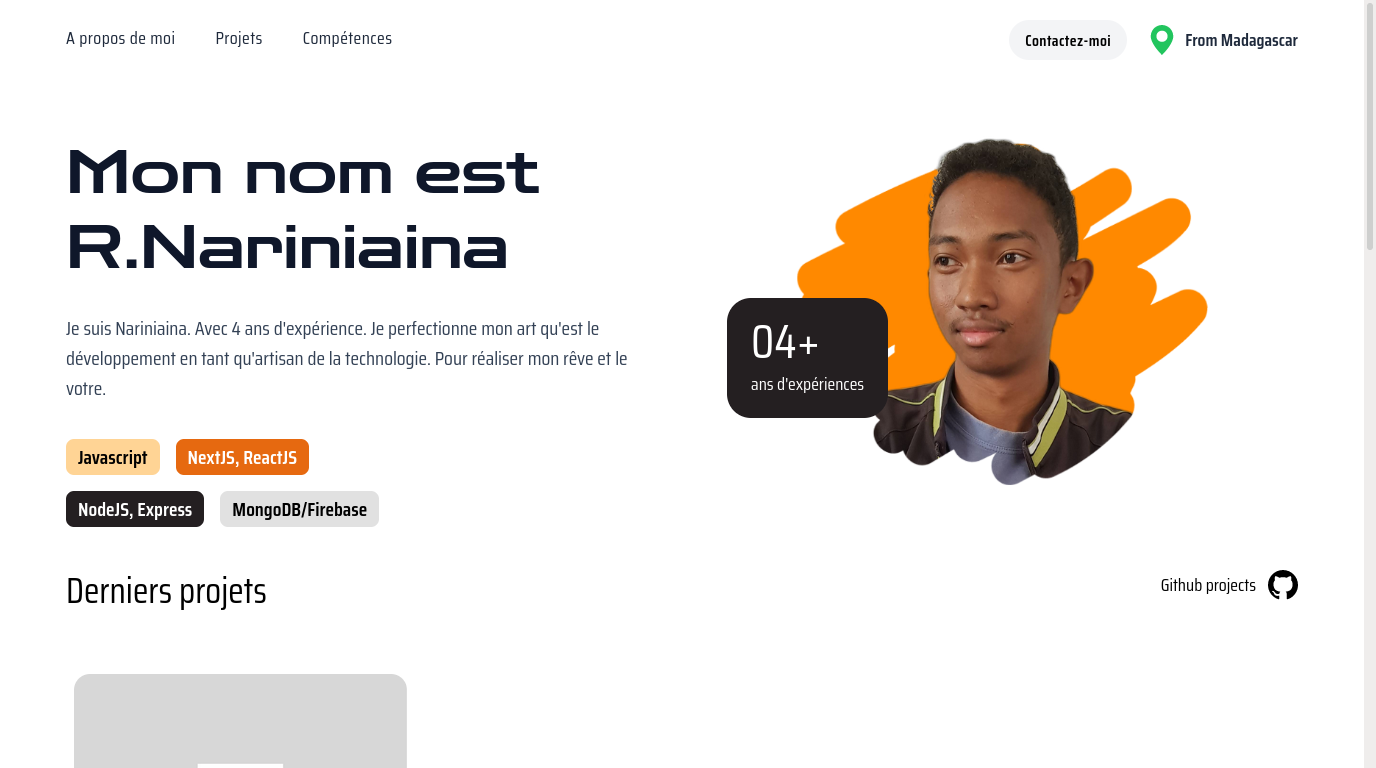 A propos de moi
Projets
Compétences
Contactez-moi
From Madagascar
Mon nom est
R.Nariniaina
Je suis Nariniaina. Avec 4 ans d'expérience. Je perfectionne mon art qu'est le
développement en tant qu'artisan de la technologie. Pour réaliser mon rêve et le
votre.
04+
ans d'expériences
Javascript
NextJS, ReactJS
NodeJS, Express
MongoDB/Firebase
Derniers projets
Github projects